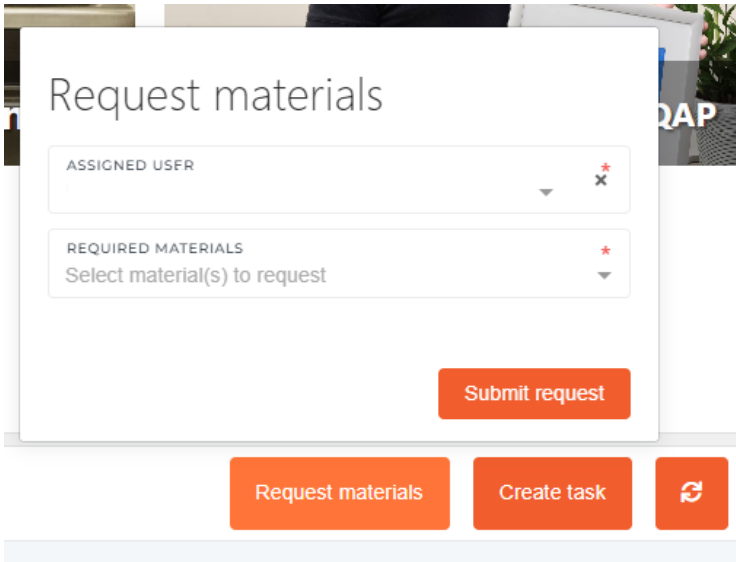 Request materials
QAP
ASSIGNED USER
*
×
REQUIRED MATERIALS
*
Select material(s) to request
Submit request
Request materials
Create task